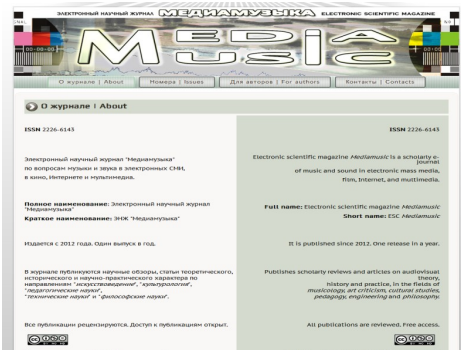 ЭЛЕКТРОННЫЙ НАУЧНЫЙ ЖУРНАЛ МЕДИАМУЗЫКА ELECTRONIC SCIENTIFIC MAGAZINE
MEDIA
MUSIC
О журнале | About
Номера | Issues
Для авторов | For authors
Контакты | Contacts
О журнале | About
ISSN 2226-6143
Электронный научный журнал "Медиамузыка"
по вопросам музыки и звука в электронных СМИ,
в кино, Интернете и мультимедиа.
Полное наименование: Электронный научный журнал
"Медиамузыка"
Краткое наименование: ЭНЖ "Медиамузыка"
Издается с 2012 года. Один выпуск в год.
В журнале публикуются научные обзоры, статьи теоретического,
исторического и научно-практического характера по
направлениям "искусствоведение", "культурология",
"педагогические науки",
"технические науки" и "философские науки".
Все публикации рецензируются. Доступ к публикациям открыт.
ISSN 2226-6143
Electronic scientific magazine Mediamusic is a scholarly e-
journal
of music and sound in electronic mass media,
film, Internet, and multimedia.
Full name: Electronic scientific magazine Mediamusic
Short name: ESC Mediamusic
It is published since 2012. One release in a year.
Publishes scholarly reviews and articles on audiovisual
theory,
history and practice, in the fields of
musicology, art criticism, cultural studies,
pedagogy, engineering and philosophy.
All publications are reviewed. Free access.